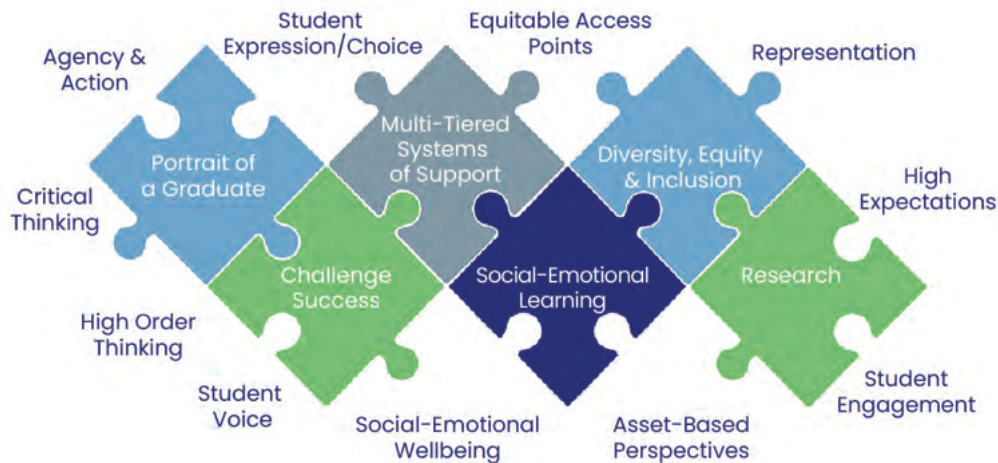 Student
Expression/Choice
Equitable Access
Points
Agency &
Action
Representation
Multi-Tiered
Systems
of Support
Portrait of
a Graduate
Diversity, Equity
& Inclusion
Critical
Thinking
High
Expectations
Challenge
Success
Social-Emotional
Learning
Research
High Order
Thinking
Student
Voice
Social-Emotional
Wellbeing
Asset-Based
Perspectives
Student
Engagement